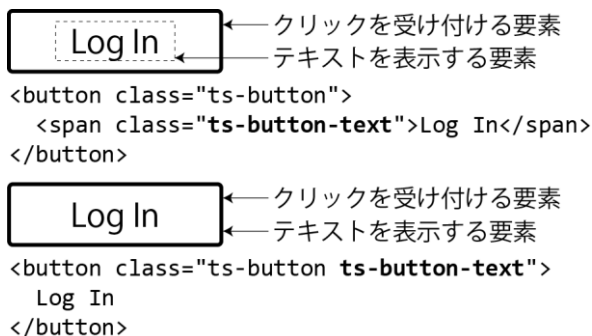 Log In
クリックを受け付ける要素
テキストを表示する要素
<button class="ts-button">
  <span class="ts-button-text">Log In</span>
</button>
Log In
クリックを受け付ける要素
テキストを表示する要素
<button class="ts-button ts-button-text">
  Log In
</button>